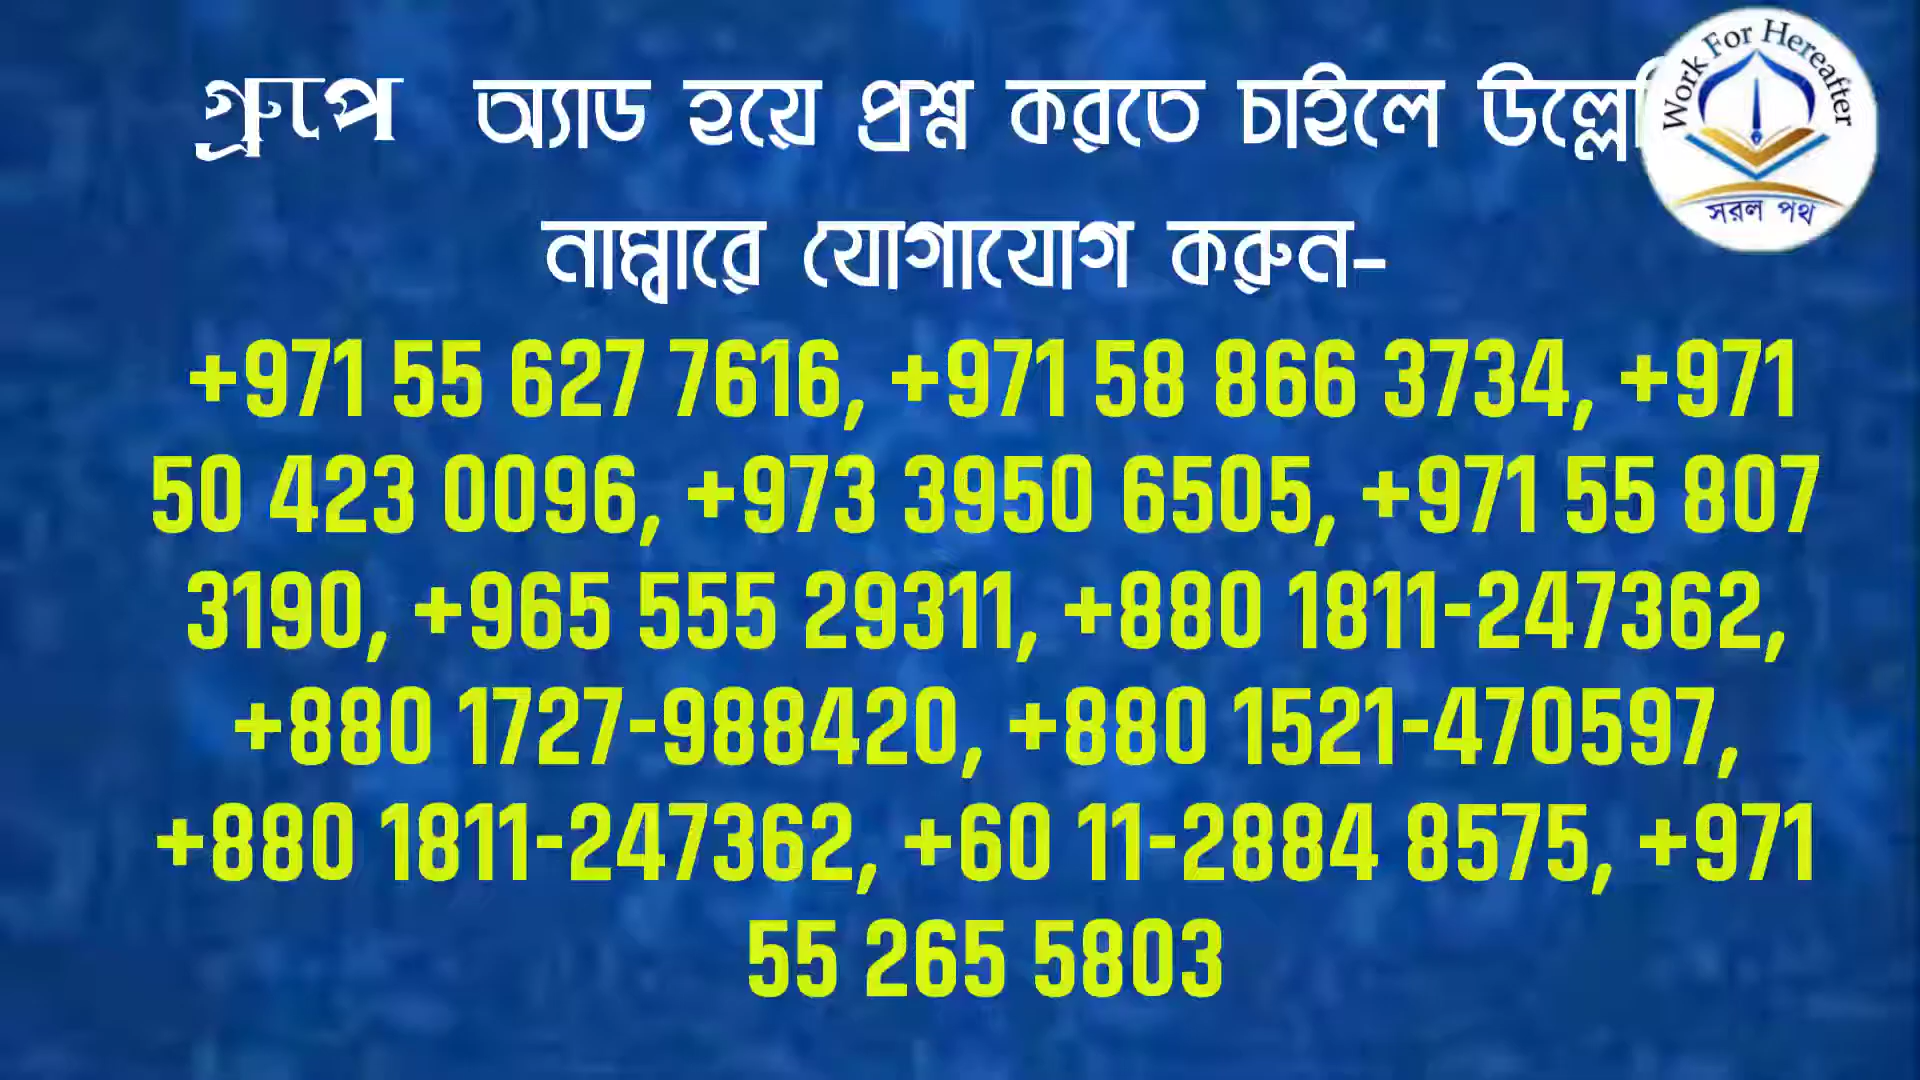 গ্রুপে অ্যাড হয়ে প্রশ্ন করতে চাইলে
নাম্বারে যোগাযোগ করুন-
+971 55 627 7616, +971 58 866 3734, +971
50 423 0096, +973 3950 6505, +971 55 807
3190, +965 555 29311, +880 1811-247362,
+880 1727-988420, +880 1521-470597,
+880 1811-247362, +60 11-2884 8575, +971
55 265 5803
Work For Hereafter
সরল পথ